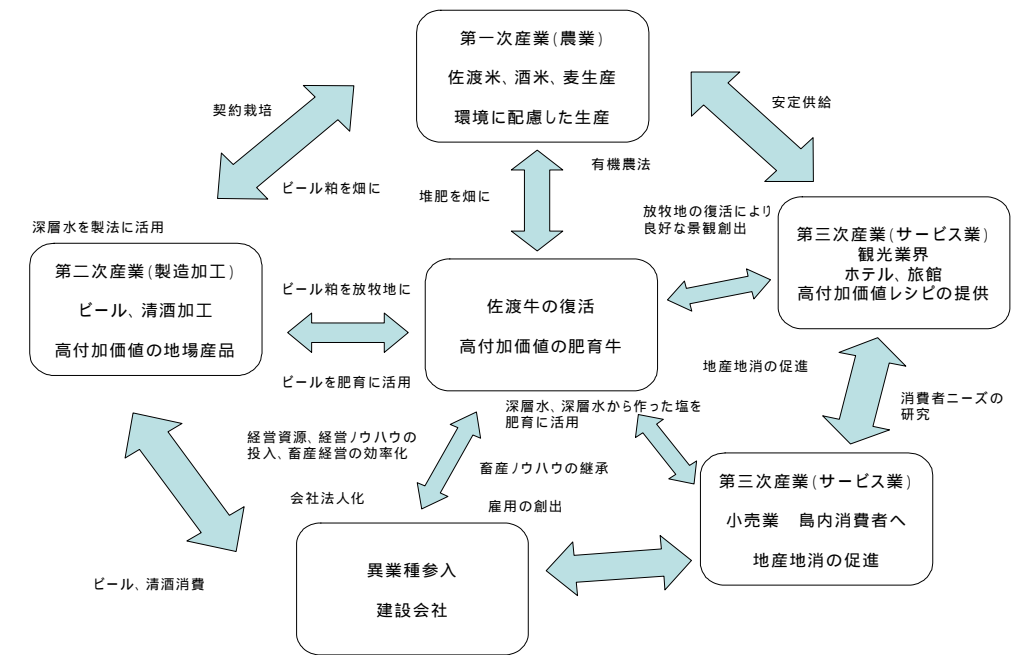 第一次産業(農業)
佐渡米、酒米、麦生産
環境に配慮した生産
契約栽培
安定供給
ビール粕を畑に
堆肥を畑に
有機農法
放牧地の復活により
良好な景観創出
深層水を製法に活用
第二次産業(製造加工)
ビール、清酒加工
高付加価値の地場産品
ビール粕を放牧地に
ビールを肥育に活用
佐渡牛の復活
高付加価値の肥育牛
第三次産業(サービス業)
観光業界
ホテル、旅館
高付加価値レシピの提供
地産地消の促進
消費者ニーズの
研究
深層水、深層水から作った塩を
肥育に活用
経営資源、経営ノウハウの
投入、畜産経営の効率化
畜産ノウハウの継承
会社法人化
雇用の創出
第三次産業(サービス業)
小売業 島内消費者へ
地産地消の促進
異業種参入
建設会社
ビール、清酒消費